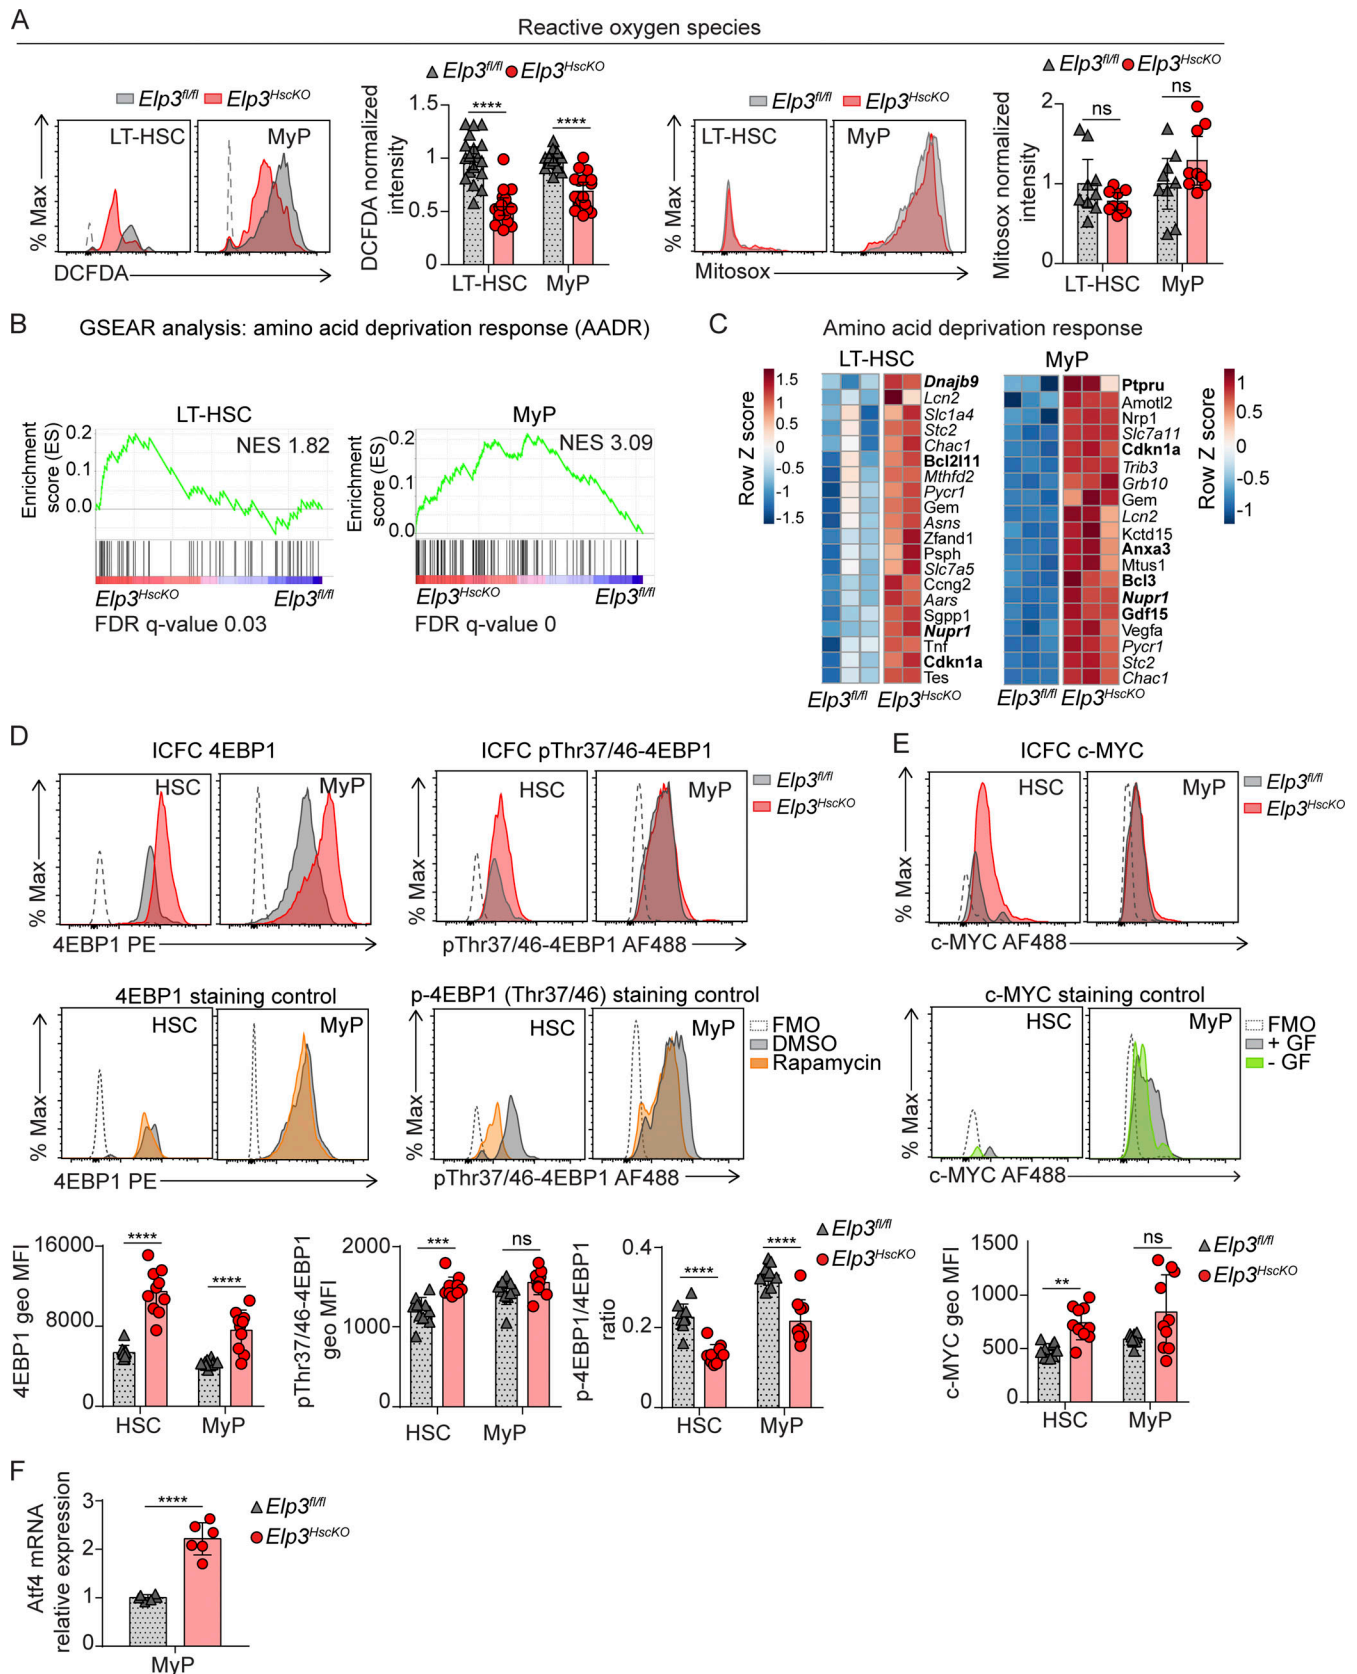 A
Reactive oxygen species
Elp3fl/fl Elp3HscKO
LT-HSC MyP
% Max
DCFDA
Elp3fl/fl Elp3HscKO
**** ****
DCFDA normalized
intensity
1.5
1
0.5
0
LT-HSC MyP
Elp3fl/fl Elp3HscKO
LT-HSC MyP
% Max
Mitosox
Elp3fl/fl Elp3HscKO
ns ns
Mitosox normalized
intensity
2
1
0
LT-HSC MyP
B
GSEAR analysis: amino acid deprivation response (AADR)
LT-HSC
NES 1.82
Enrichment
score (ES)
0.2
0.1
0.0
Elp3HscKO Elp3fl/fl
FDR q-value 0.03
MyP
NES 3.09
Enrichment
score (ES)
0.2
0.1
0.0
Elp3HscKO Elp3fl/fl
FDR q-value 0
C
Amino acid deprivation response
LT-HSC
Row Z score
1.5
1
0.5
0
-0.5
-1
-1.5
Dnajb9
Lcn2
Slc1a4
Stc2
Chac1
Bcl2l11
Mthfd2
Pycr1
Gem
Asns
Zfand1
Psph
Slc7a5
Ccng2
Aars
Sgpp1
Nupr1
Tnf
Cdkn1a
Tes
Elp3fl/fl Elp3HscKO
MyP
Ptpru
Amotl2
Nrp1
Slc7a11
Cdkn1a
Trib3
Grb10
Gem
Lcn2
Kctd15
Anxa3
Mtus1
Bcl3
Nupr1
Gdf15
Vegfa
Pycr1
Stc2
Chac1
Elp3fl/fl Elp3HscKO
Row Z score
1
0.5
0
-0.5
-1
D
ICFC 4EBP1
HSC MyP
% Max
4EBP1 PE
ICFC pThr37/46-4EBP1
HSC MyP
% Max
pThr37/46-4EBP1 AF488
Elp3fl/fl
Elp3HscKO
4EBP1 staining control
HSC MyP
% Max
4EBP1 PE
p-4EBP1 (Thr37/46) staining control
HSC MyP
% Max
pThr37/46-4EBP1 AF488
FMO
DMSO
Rapamycin
4EBP1 geo MFI
16000
8000
0
**** ****
HSC MyP
pThr37/46-4EBP1
geo MFI
2000
1000
0
*** ns
HSC MyP
p-4EBP1/4EBP1
ratio
0.4
0.2
0
**** ****
HSC MyP
Elp3fl/fl
Elp3HscKO
E
ICFC c-MYC
HSC MyP
% Max
c-MYC AF488
Elp3fl/fl
Elp3HscKO
c-MYC staining control
HSC MyP
% Max
c-MYC AF488
FMO
+ GF
- GF
c-MYC geo MFI
1500
1000
500
0
** ns
HSC MyP
Elp3fl/fl
Elp3HscKO
F
Atf4 mRNA
relative expression
3
2
1
0
****
MyP
Elp3fl/fl
Elp3HscKO